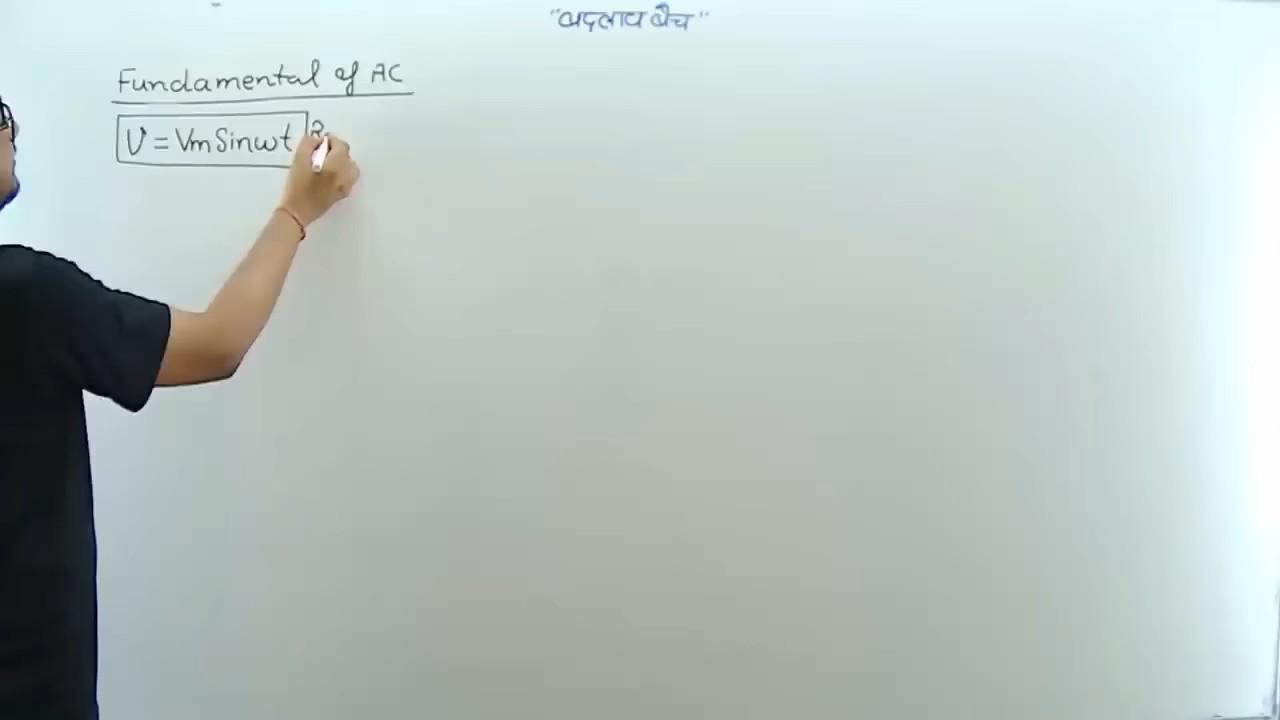 "बदलाव बैच"
Fundamental of AC
V = Vm Sinωt